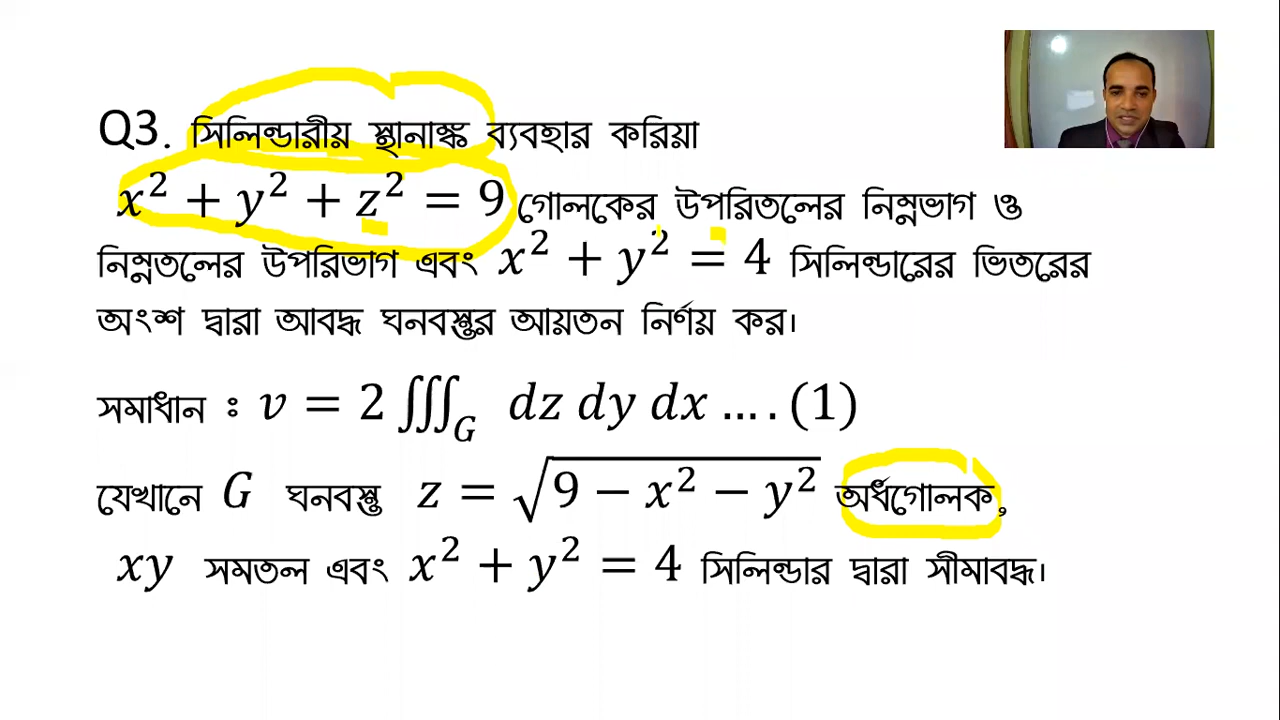 Q3. সিলিন্ডারীয় স্থানাঙ্ক ব্যবহার করিয়া
x² + y² + z² = 9 গোলকের উপরিতলের নিম্নভাগ ও
নিম্নতলের উপরিভাগ এবং x² + y² = 4 সিলিন্ডারের ভিতরের
অংশ দ্বারা আবদ্ধ ঘনবস্তুর আয়তন নির্ণয় কর।
সমাধান ঃ v = 2 ∭_G dz dy dx … . (1)
যেখানে G ঘনবস্তু z = √(9 − x² − y²) অর্ধগোলক,
xy সমতল এবং x² + y² = 4 সিলিন্ডার দ্বারা সীমাবদ্ধ।